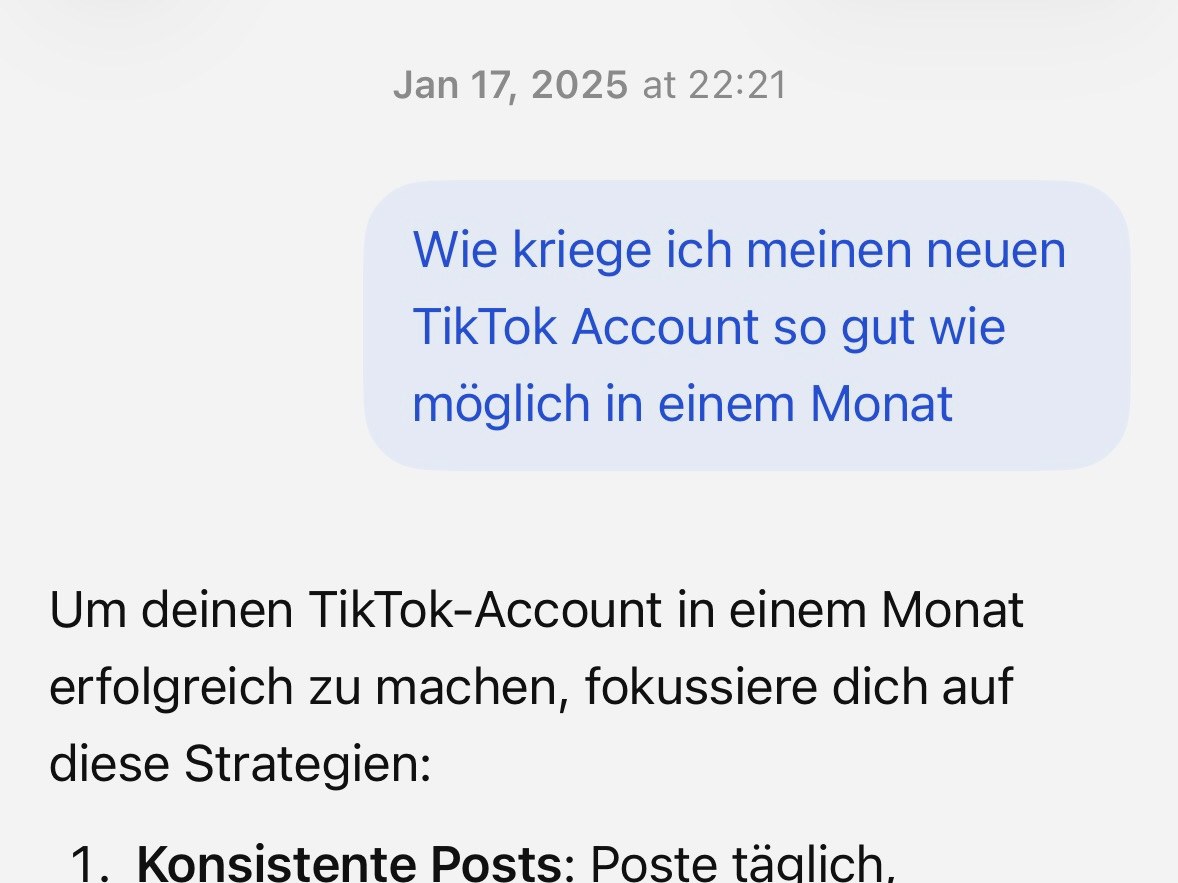 Jan 17, 2025 at 22:21
Wie kriege ich meinen neuen
TikTok Account so gut wie
möglich in einem Monat
Um deinen TikTok-Account in einem Monat
erfolgreich zu machen, fokussiere dich auf
diese Strategien:
1. Konsistente Posts: Poste täglich,